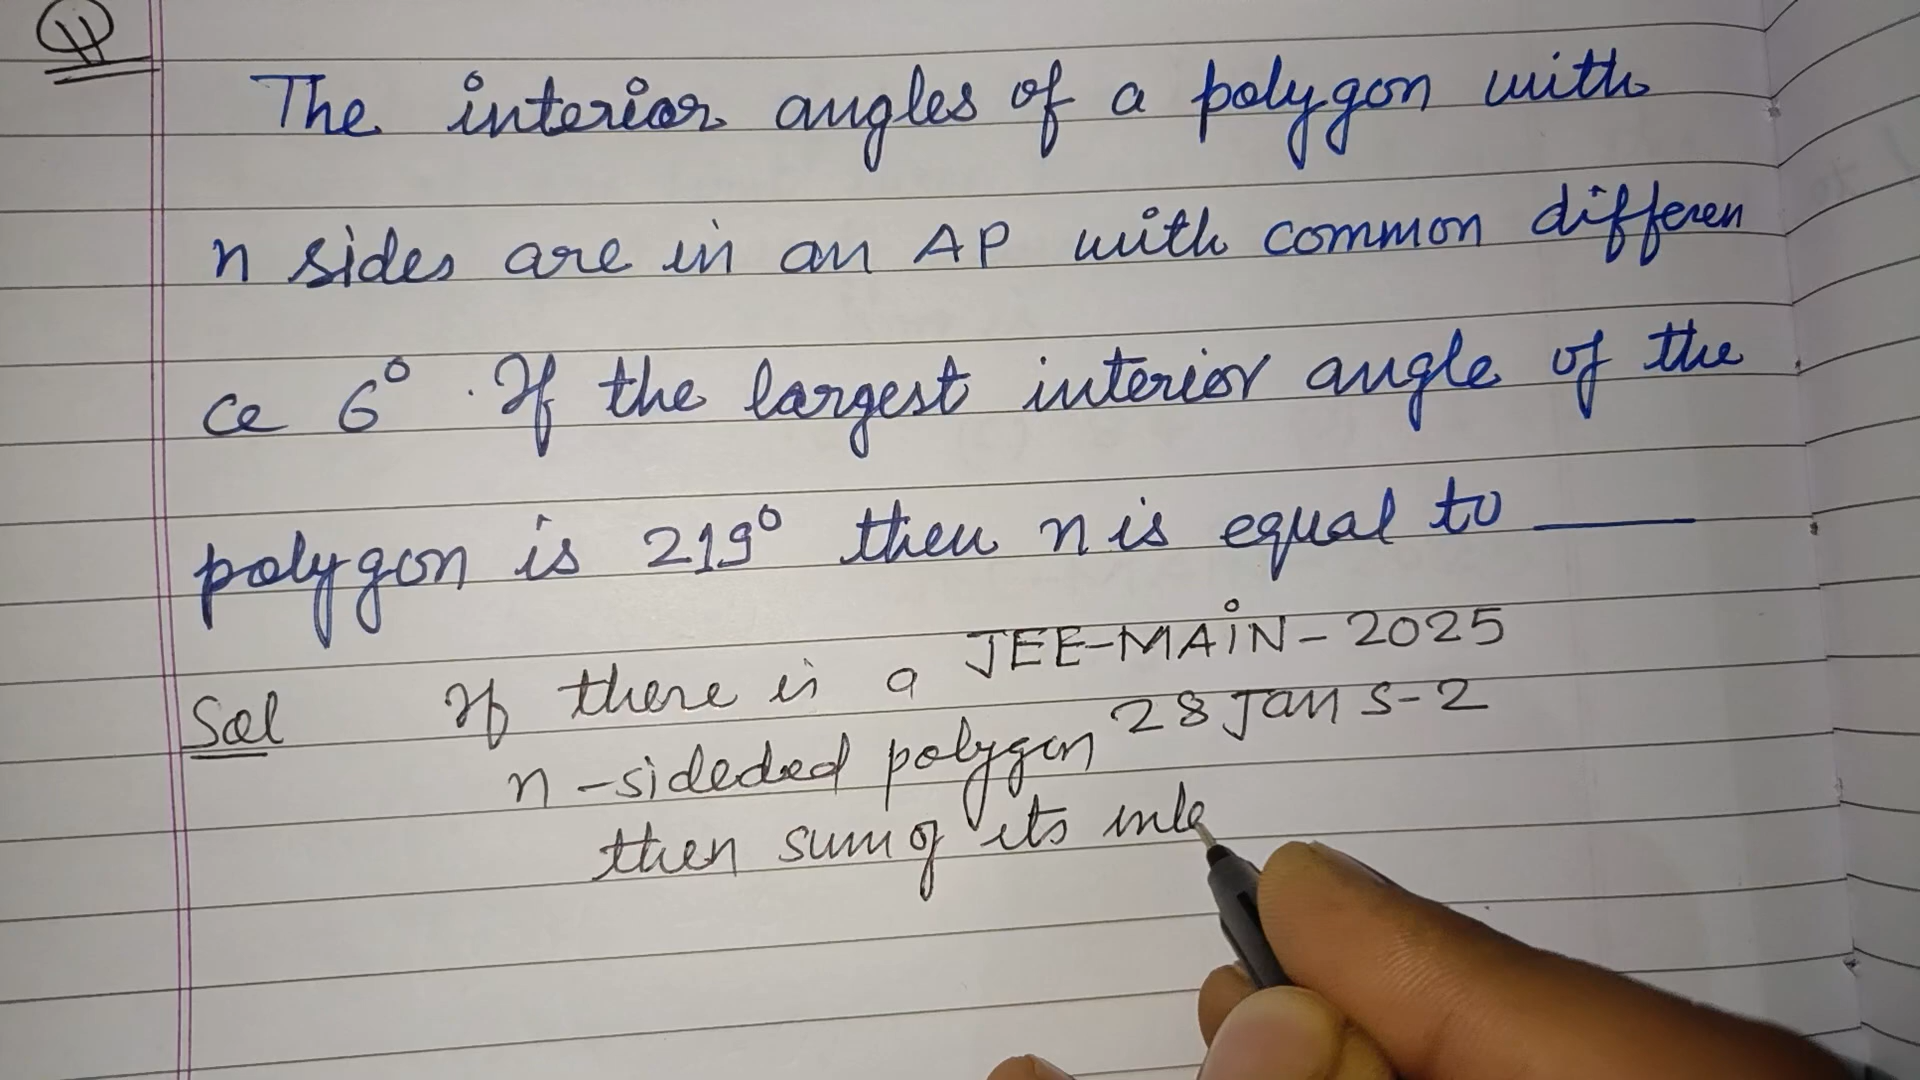 11
The interior angles of a polygon with
n sides are in an AP with common differen
ce 6° . If the largest interior angle of the
polygon is 219° then n is equal to ____
JEE-MAIN-2025
28 Jan S-2
Sol If there is a
n-sideded polygon
then sum of its inte